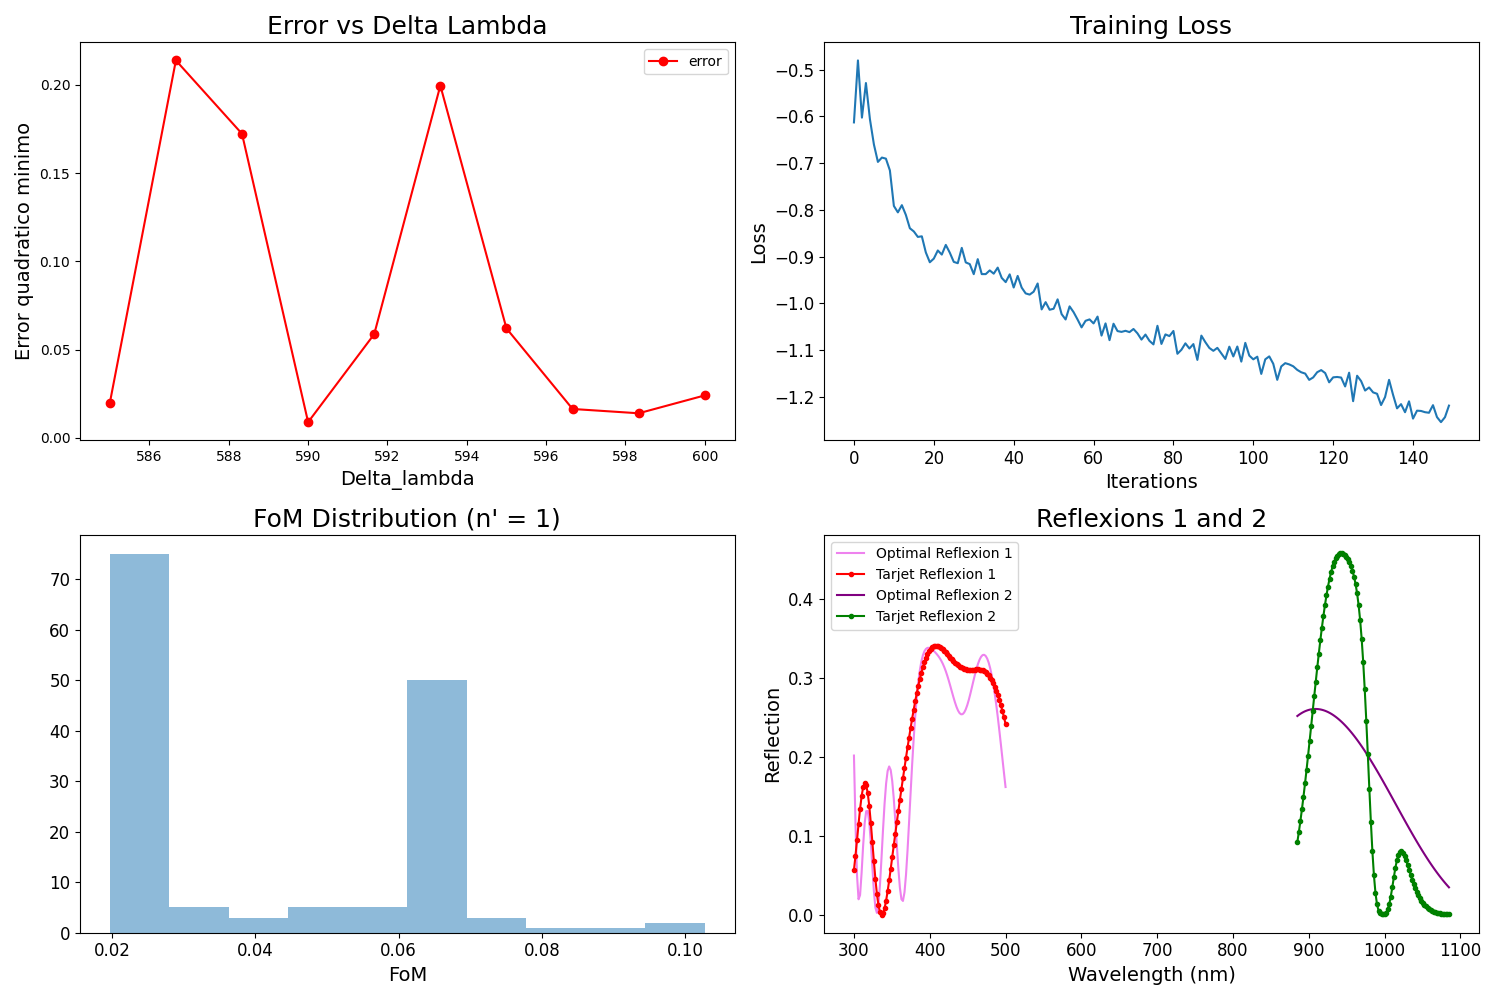 Error vs Delta Lambda
error
Error quadratico minimo
0.20
0.15
0.10
0.05
0.00
586 588 590 592 594 596 598 600
Delta_lambda
Training Loss
Loss
−0.5
−0.6
−0.7
−0.8
−0.9
−1.0
−1.1
−1.2
0 20 40 60 80 100 120 140
Iterations
FoM Distribution (n' = 1)
70
60
50
40
30
20
10
0
0.02 0.04 0.06 0.08 0.10
FoM
Reflexions 1 and 2
Optimal Reflexion 1
Tarjet Reflexion 1
Optimal Reflexion 2
Tarjet Reflexion 2
Reflection
0.4
0.3
0.2
0.1
0.0
300 400 500 600 700 800 900 1000 1100
Wavelength (nm)